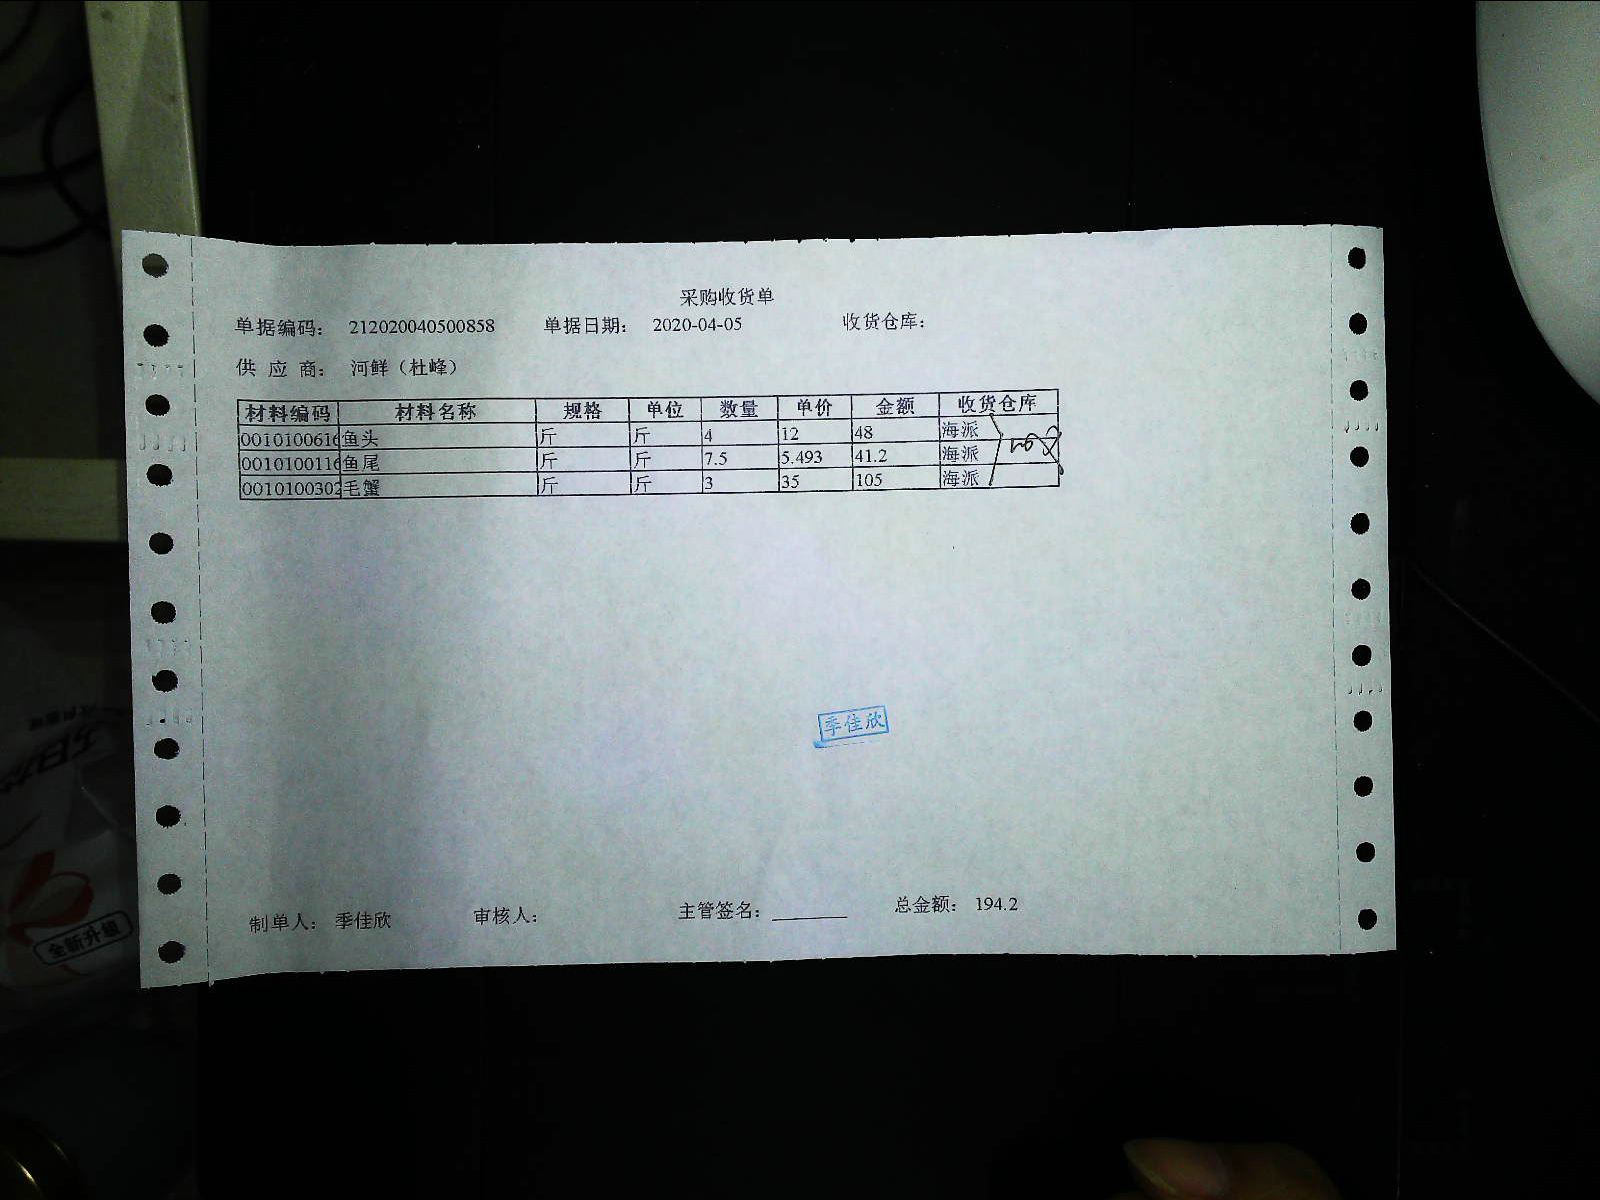 采购收货单
单据编码： 212020040500858 单据日期： 2020-04-05 收货仓库：
供 应 商： 河鲜（杜峰）
材料编码 材料名称 规格 单位 数量 单价 金额 收货仓库
0010100616 鱼头 斤 斤 4 12 48 海派
0010100116 鱼尾 斤 斤 7.5 5.493 41.2 海派
0010100302 毛蟹 斤 斤 3 35 105 海派
季佳欣
制单人： 季佳欣 审核人： 主管签名： 总金额： 194.2
全新升级